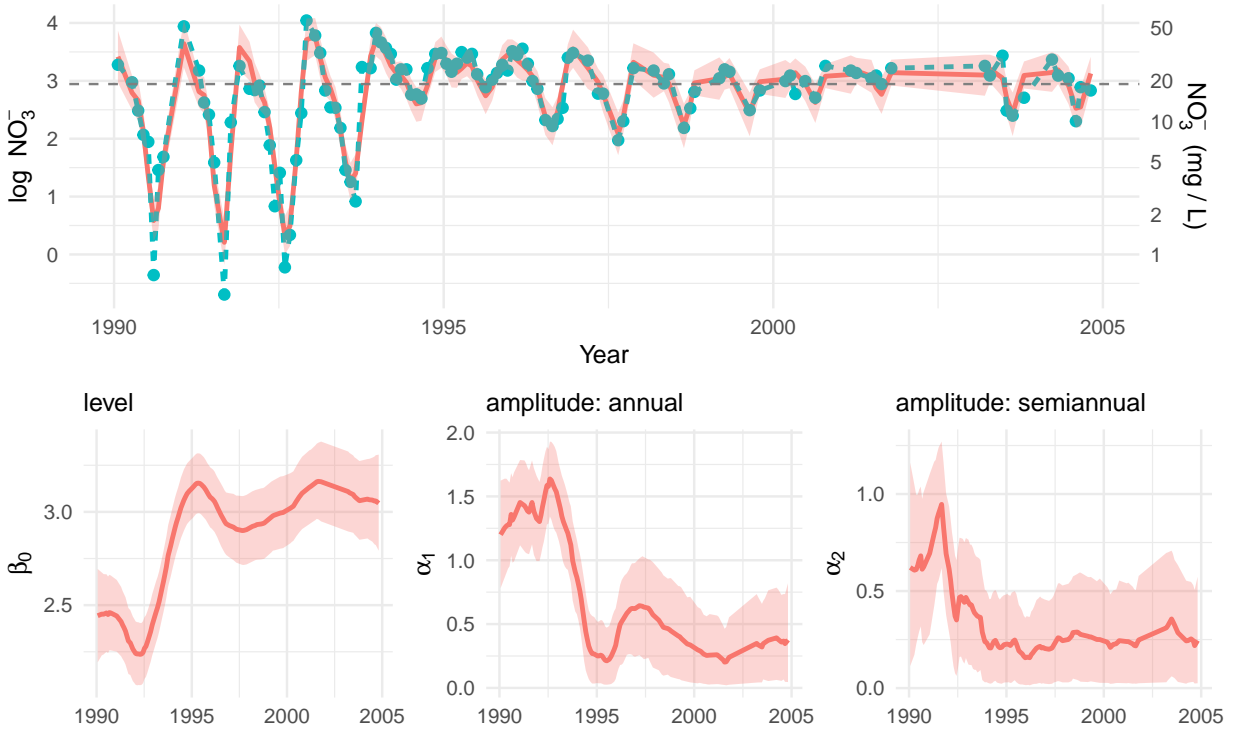 4
3
2
1
0
log NO₃⁻
50
20
10
5
2
1
NO₃⁻ (mg / L)
1990 1995 2000 2005
Year
level
3.0
2.5
β₀
1990 1995 2000 2005
amplitude: annual
2.0
1.5
1.0
0.5
0.0
α₁
1990 1995 2000 2005
amplitude: semiannual
1.0
0.5
0.0
α₂
1990 1995 2000 2005